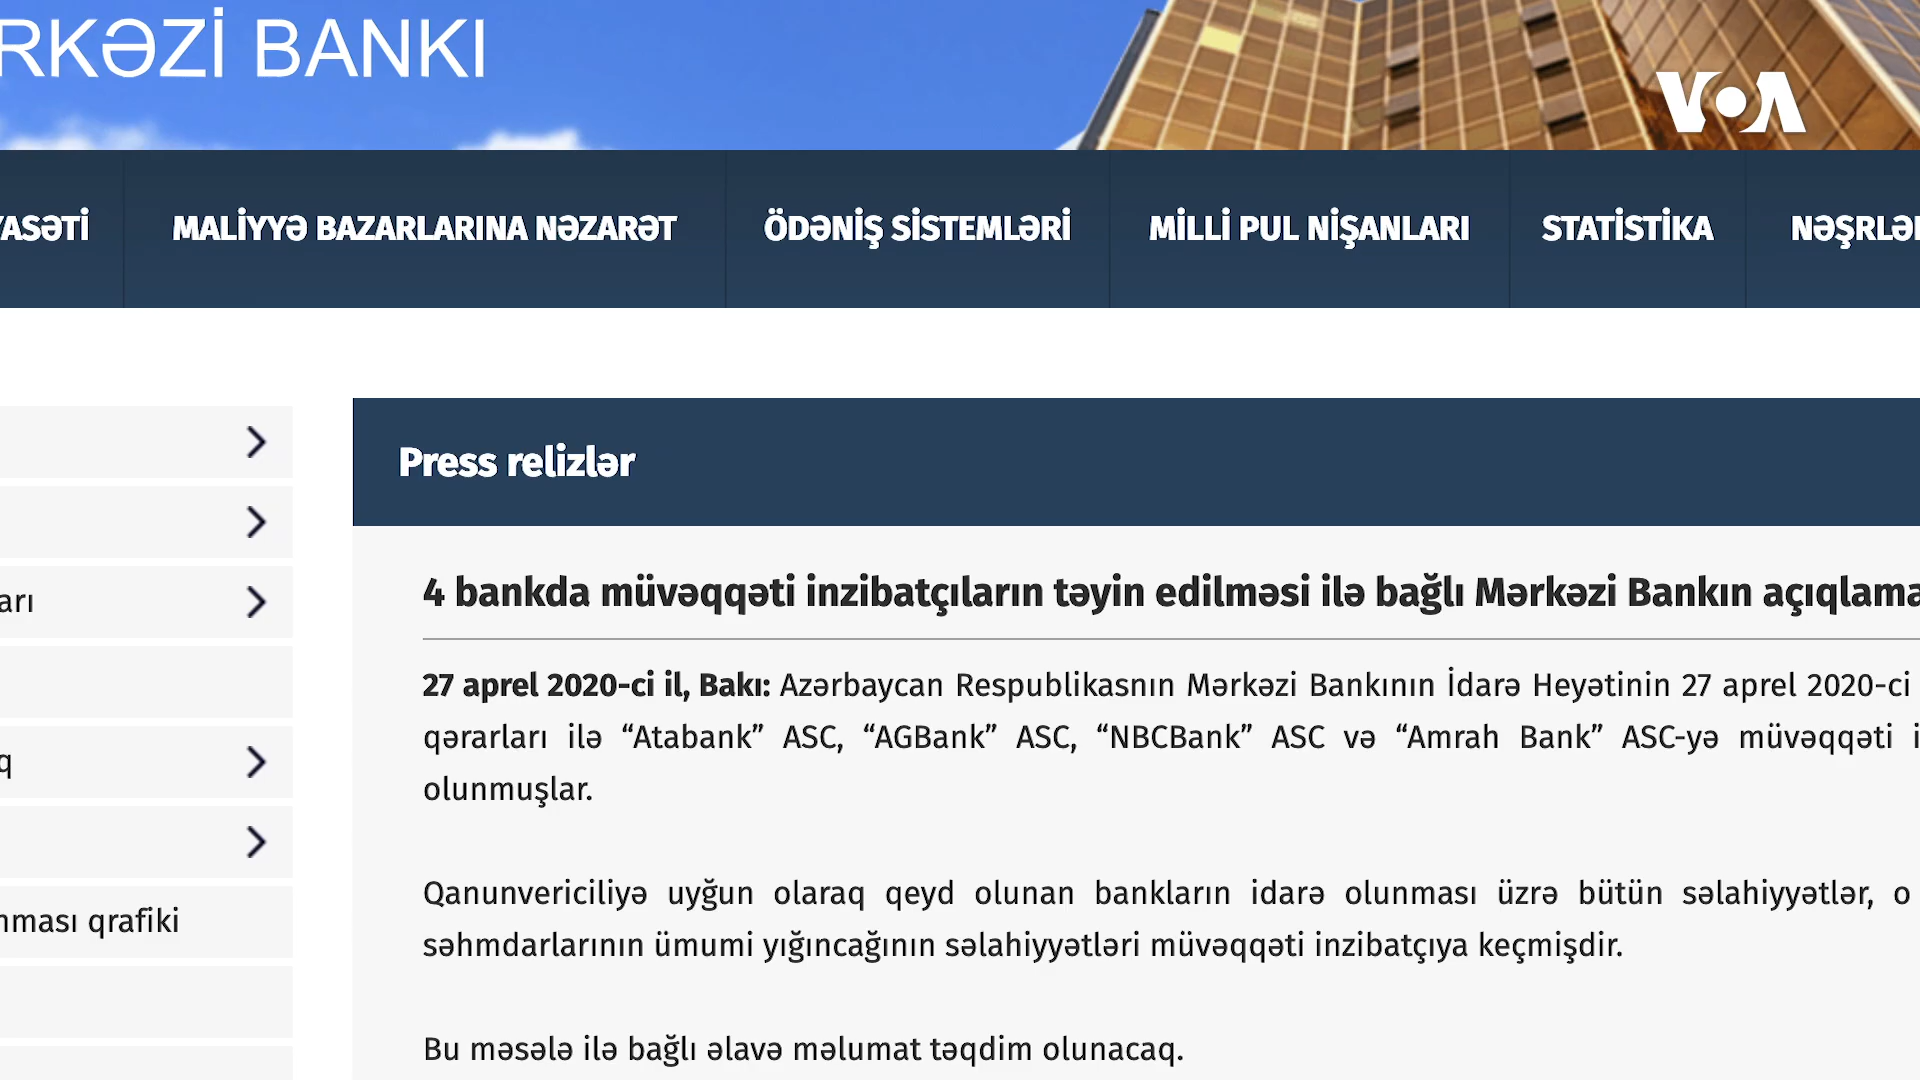 RKƏZİ BANKI
VOA
YASƏTİ
MALİYYƏ BAZARLARINA NƏZARƏT
ÖDƏNİŞ SİSTEMLƏRİ
MİLLİ PUL NİŞANLARI
STATİSTİKA
NƏŞRLƏ
Press relizlər
arı
q
nması qrafiki
4 bankda müvəqqəti inzibatçıların təyin edilməsi ilə bağlı Mərkəzi Bankın açıqlama
27 aprel 2020-ci il, Bakı: Azərbaycan Respublikasnın Mərkəzi Bankının İdarə Heyətinin 27 aprel 2020-ci
qərarları ilə “Atabank” ASC, “AGBank” ASC, “NBCBank” ASC və “Amrah Bank” ASC-yə müvəqqəti i
olunmuşlar.
Qanunvericiliyə uyğun olaraq qeyd olunan bankların idarə olunması üzrə bütün səlahiyyətlər, o
səhmdarlarının ümumi yığıncağının səlahiyyətləri müvəqqəti inzibatçıya keçmişdir.
Bu məsələ ilə bağlı əlavə məlumat təqdim olunacaq.